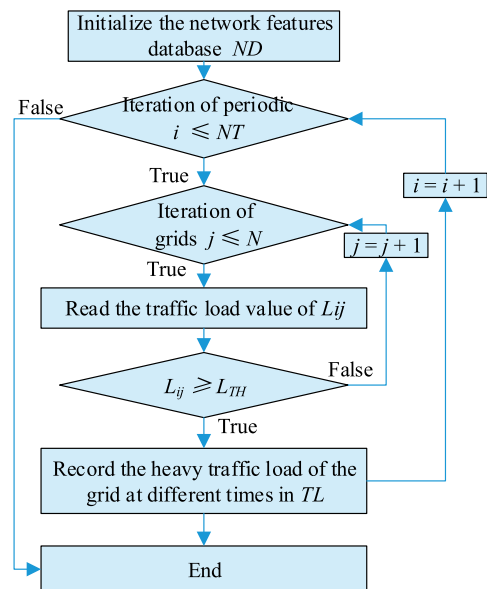 Initialize the network features
database ND
False
Iteration of periodic
i ≤ NT
True
i = i + 1
Iteration of
grids j ≤ N
j = j + 1
True
Read the traffic load value of Lij
False
L_ij ⩾ L_TH
True
Record the heavy traffic load of the
grid at different times in TL
End